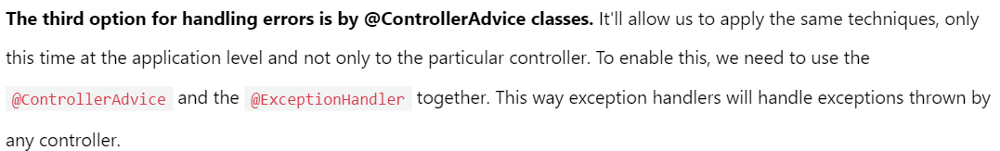 The third option for handling errors is by @ControllerAdvice classes. It'll allow us to apply the same techniques, only
this time at the application level and not only to the particular controller. To enable this, we need to use the
@ControllerAdvice and the @ExceptionHandler together. This way exception handlers will handle exceptions thrown by
any controller.